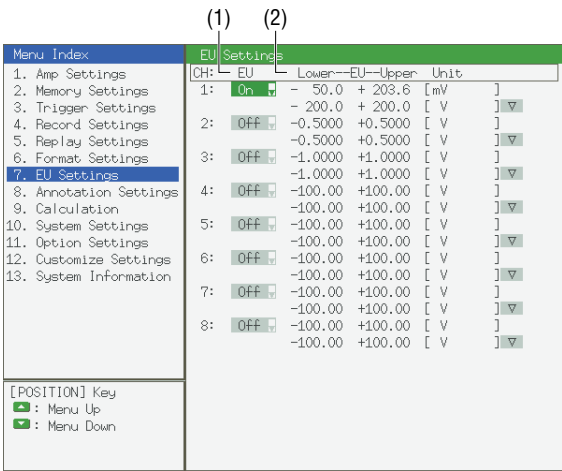 (1) (2)
Menu Index
1. Amp Settings
2. Memory Settings
3. Trigger Settings
4. Record Settings
5. Replay Settings
6. Format Settings
7. EU Settings
8. Annotation Settings
9. Calculation
10. System Settings
11. Option Settings
12. Customize Settings
13. System Information
[POSITION] Key
: Menu Up
: Menu Down
EU Settings
CH: EU Lower--EU--Upper Unit
1: On - 50.0 + 203.6 [mV ]
- 200.0 + 200.0 [ V ] ▽
2: Off -0.5000 +0.5000 [ V ]
-0.5000 +0.5000 [ V ] ▽
3: Off -1.0000 +1.0000 [ V ]
-1.0000 +1.0000 [ V ] ▽
4: Off -100.00 +100.00 [ V ]
-100.00 +100.00 [ V ] ▽
5: Off -100.00 +100.00 [ V ]
-100.00 +100.00 [ V ] ▽
6: Off -100.00 +100.00 [ V ]
-100.00 +100.00 [ V ] ▽
7: Off -100.00 +100.00 [ V ]
-100.00 +100.00 [ V ] ▽
8: Off -100.00 +100.00 [ V ]
-100.00 +100.00 [ V ] ▽